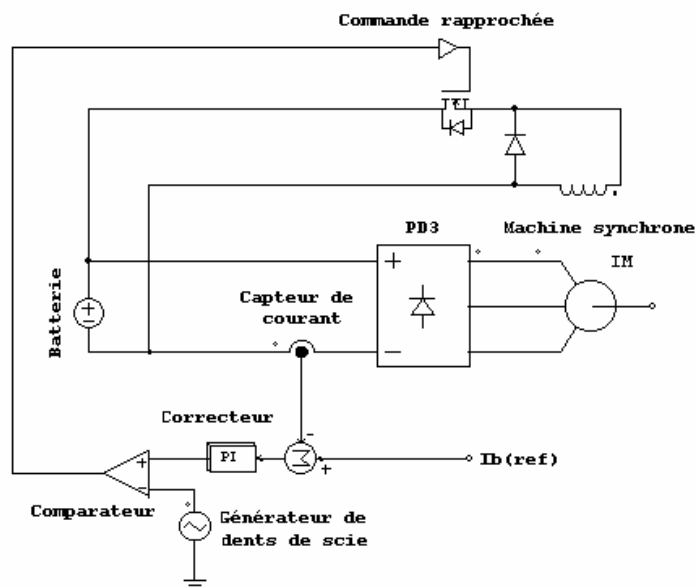 Commande rapprochée
PD3
Machine synchrone
IM
Batterie
Capteur de
courant
Correcteur
PI
Σ
Ib(ref)
Comparateur
Générateur de
dents de scie